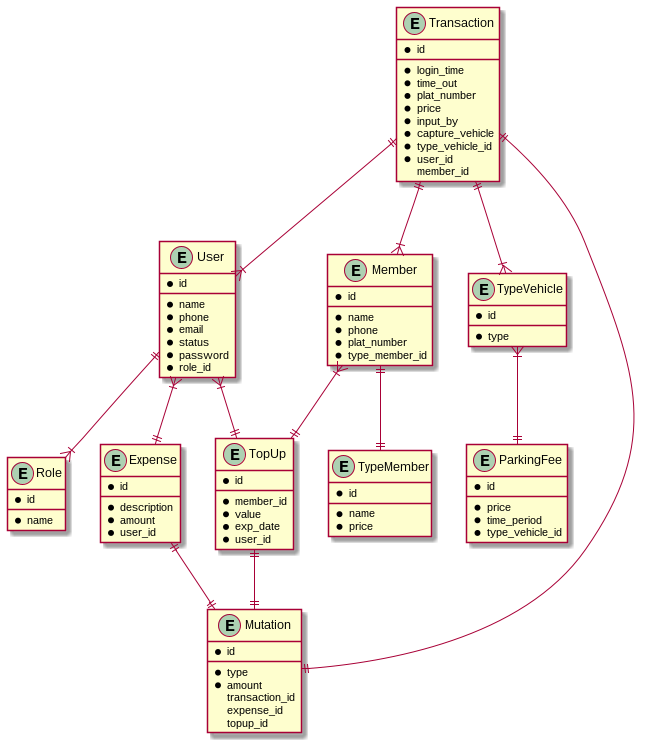 E Transaction
id
login_time
time_out
plat_number
price
input_by
capture_vehicle
type_vehicle_id
user_id
member_id
E User
id
name
phone
email
status
password
role_id
E Member
id
name
phone
plat_number
type_member_id
E TypeVehicle
id
type
E Role
id
name
E Expense
id
description
amount
user_id
E TopUp
id
member_id
value
exp_date
user_id
E TypeMember
id
name
price
E ParkingFee
id
price
time_period
type_vehicle_id
E Mutation
id
type
amount
transaction_id
expense_id
topup_id